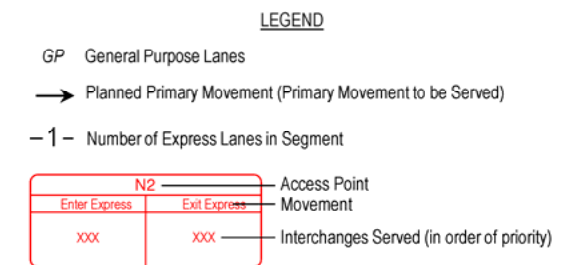 LEGEND
GP General Purpose Lanes
Planned Primary Movement (Primary Movement to be Served)
–1– Number of Express Lanes in Segment
N2 Access Point
Enter Express Exit Express Movement
XXX XXX Interchanges Served (in order of priority)